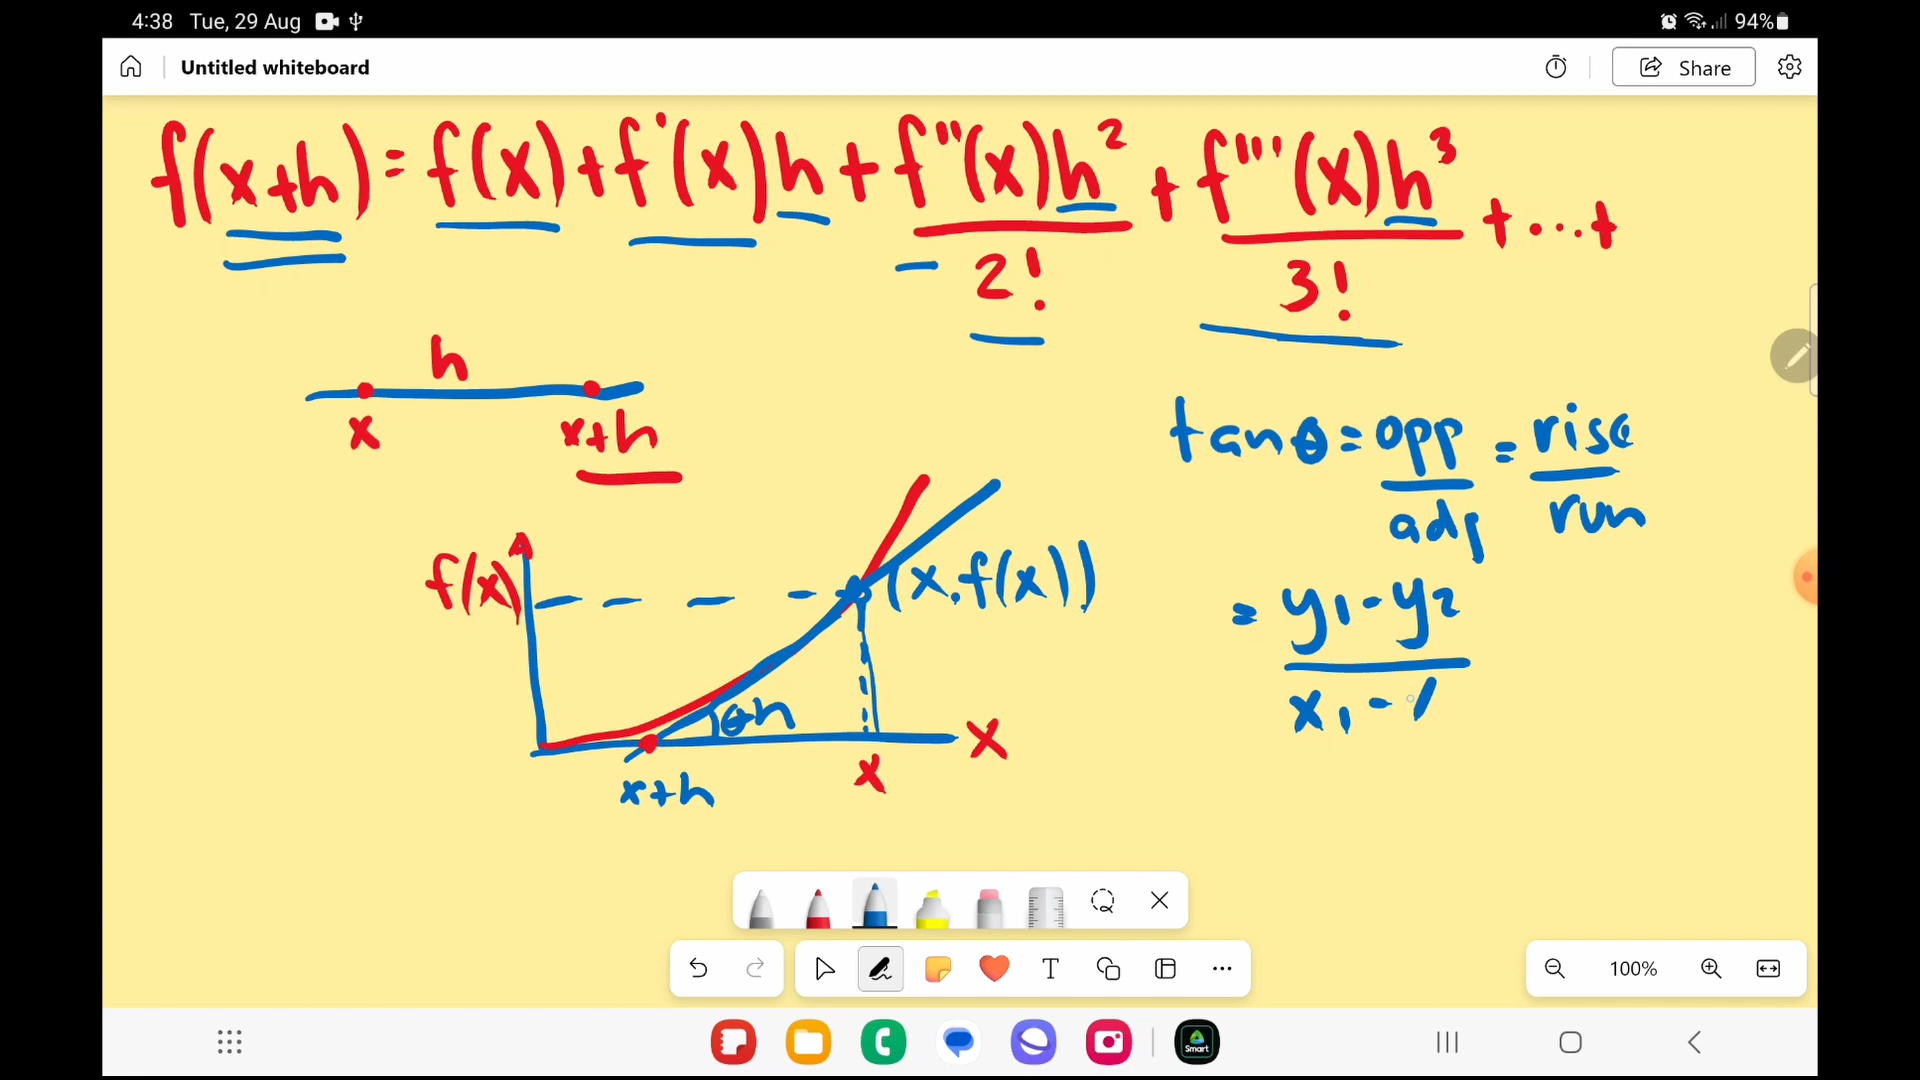 4:38 Tue, 29 Aug 94%
Untitled whiteboard Share
f(x+h) = f(x) + f'(x)h + f''(x)h² / 2! + f'''(x)h³ / 3! + ... +
h
x x+h
tanθ = opp / adj = rise / run
f(x) (x, f(x))
= y₁ - y₂ / x₁ -
θ h
x
x+h x
100%
Smart